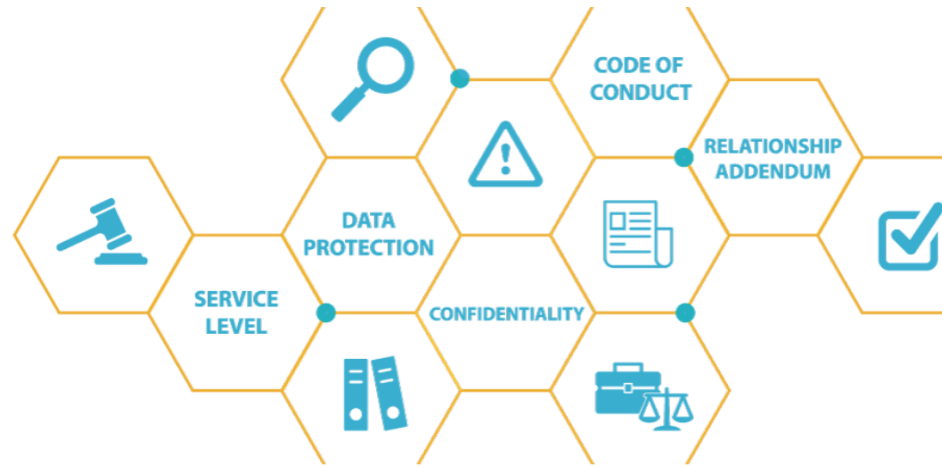 CODE OF
CONDUCT
RELATIONSHIP
ADDENDUM
DATA
PROTECTION
SERVICE
LEVEL
CONFIDENTIALITY